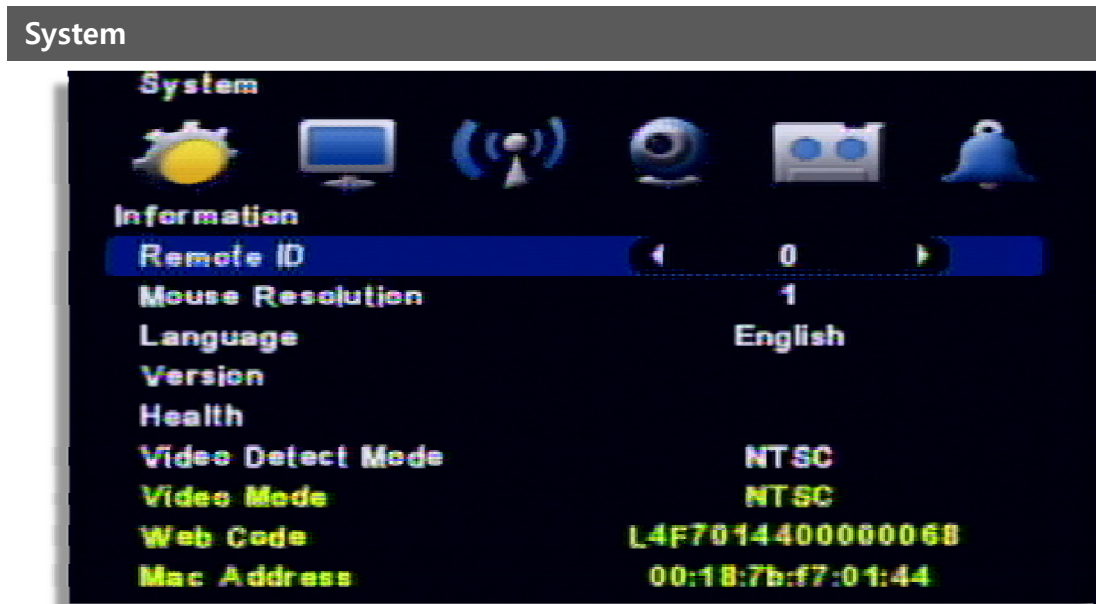 System
System
Information
Remote ID 0
Mouse Resolution 1
Language English
Version
Health
Video Detect Mode NTSC
Video Mode NTSC
Web Code L4F7014400000068
Mac Address 00:18:7b:f7:01:44